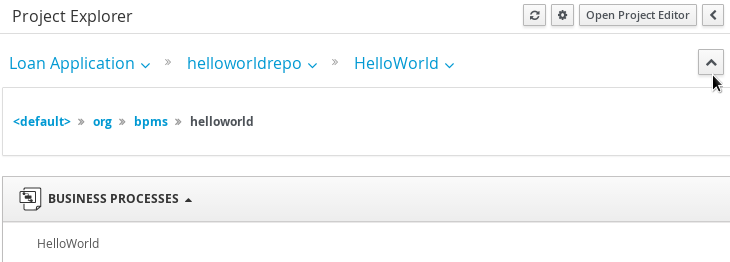 Project Explorer Open Project Editor
Loan Application » helloworldrepo » HelloWorld
<default> » org » bpms » helloworld
BUSINESS PROCESSES
HelloWorld